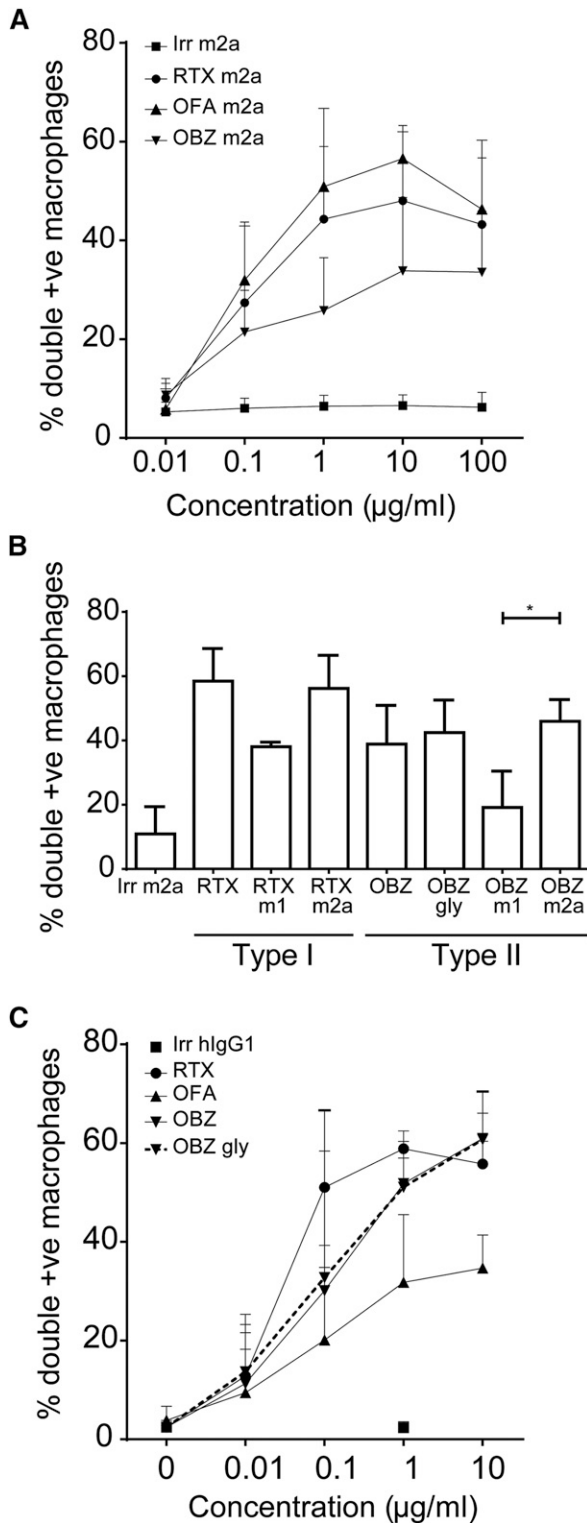 A
80
60
40
20
0
% double +ve macrophages
Irr m2a
RTX m2a
OFA m2a
OBZ m2a
0.01 0.1 1 10 100
Concentration (µg/ml)
B
80
60
40
20
0
% double +ve macrophages
*
Irr m2a RTX RTX m1 RTX m2a OBZ OBZ gly OBZ m1 OBZ m2a
Type I Type II
C
80
60
40
20
0
% double +ve macrophages
Irr hIgG1
RTX
OFA
OBZ
OBZ gly
0 0.01 0.1 1 10
Concentration (µg/ml)